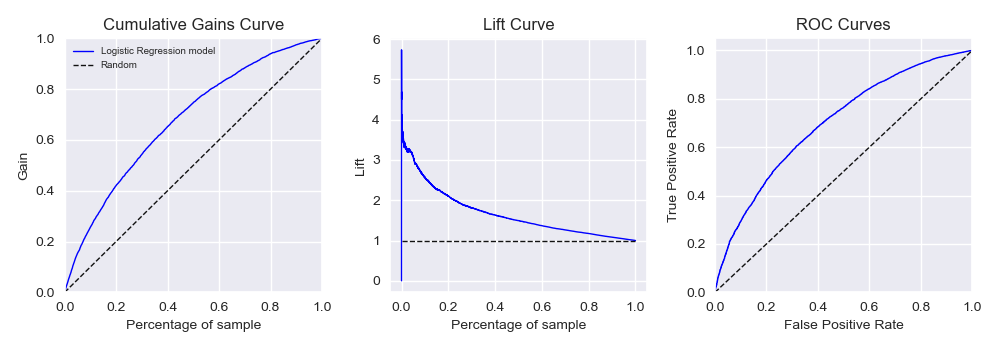 Cumulative Gains Curve
Logistic Regression model
Random
Gain
1.0
0.8
0.6
0.4
0.2
0.0
0.0 0.2 0.4 0.6 0.8 1.0
Percentage of sample
Lift Curve
Lift
6
5
4
3
2
1
0
0.0 0.2 0.4 0.6 0.8 1.0
Percentage of sample
ROC Curves
True Positive Rate
1.0
0.8
0.6
0.4
0.2
0.0
0.0 0.2 0.4 0.6 0.8 1.0
False Positive Rate